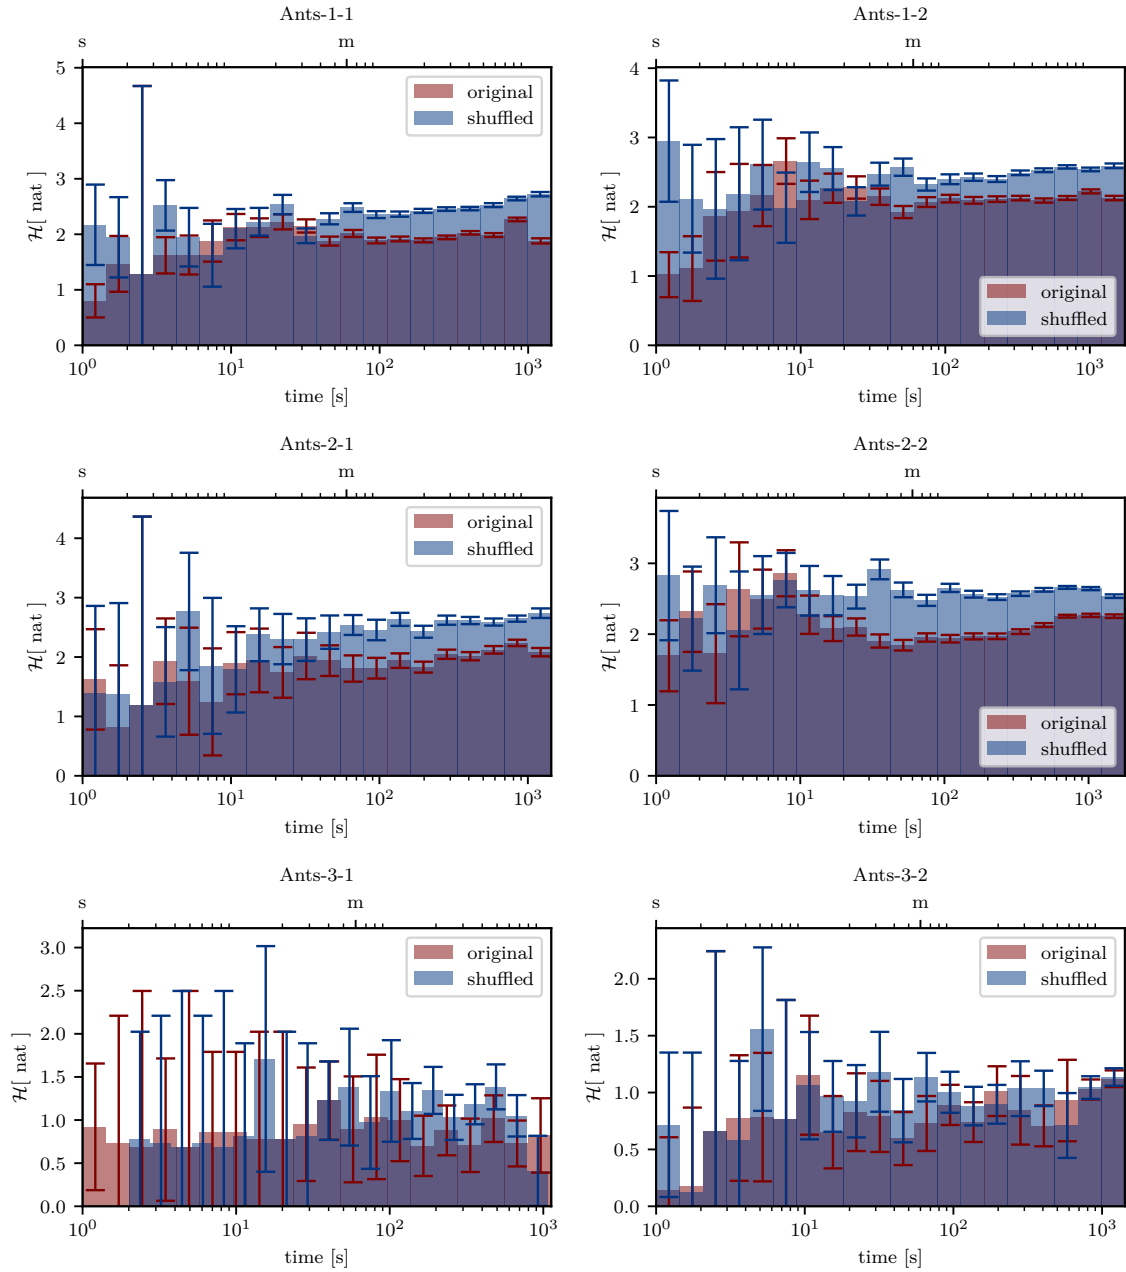 Ants-1-1
s m
5
4
3
2
1
0
ℋ[ nat ]
original
shuffled
10⁰ 10¹ 10² 10³
time [s]
Ants-1-2
s m
4
3
2
1
0
ℋ[ nat ]
original
shuffled
10⁰ 10¹ 10² 10³
time [s]
Ants-2-1
s m
4
3
2
1
0
ℋ[ nat ]
original
shuffled
10⁰ 10¹ 10² 10³
time [s]
Ants-2-2
s m
3
2
1
0
ℋ[ nat ]
original
shuffled
10⁰ 10¹ 10² 10³
time [s]
Ants-3-1
s m
3.0
2.5
2.0
1.5
1.0
0.5
0.0
ℋ[ nat ]
original
shuffled
10⁰ 10¹ 10² 10³
time [s]
Ants-3-2
s m
2.0
1.5
1.0
0.5
0.0
ℋ[ nat ]
original
shuffled
10⁰ 10¹ 10² 10³
time [s]